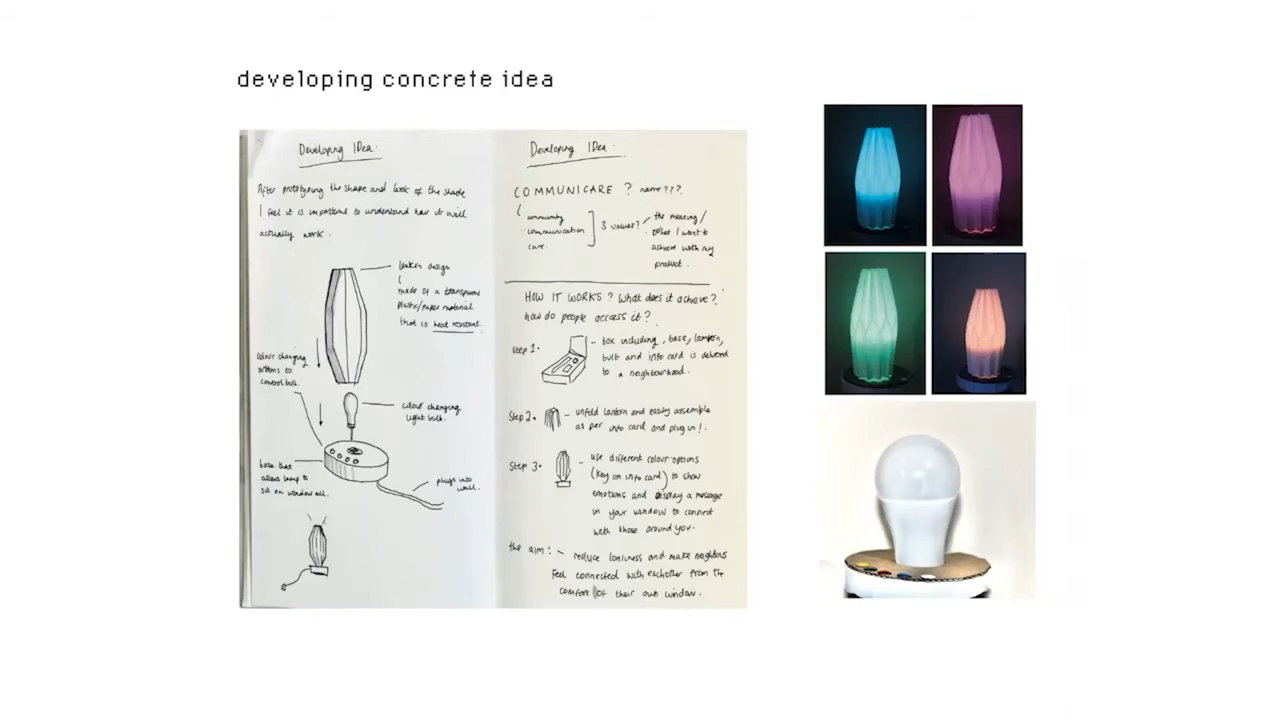 developing concrete idea
Developing IDea:
After prototyping the shape and look of the shade
I feel it is important to understand how it will
actually work.
lantern design
made of a transparent
plastic/paper material
that is heat resistant.
colour changing
buttons to
control bulb.
colour changing
light bulb.
base that
allows lamp to
sit on window sill.
plugs into
wall.
Developing IDea:
COMMUNICARE ? name???
community
communication
care.
3 values?
the meaning/
what I want to
achieve with my
product.
HOW IT WORKS? What does it achieve?
how do people access it?
Step 1.
- box including, base, lantern,
bulb and info card is delivered
to a neighbourhood.
Step 2.
- unfold lantern and easily assemble
as per info card and plug in!.
Step 3.
- use different colour options
(key on info card) to show
emotions and display a message
in your window to connect
with those around you.
the aim: - reduce lonliness and make neighbous
feel connected with eachother from the
comfort of their own window.